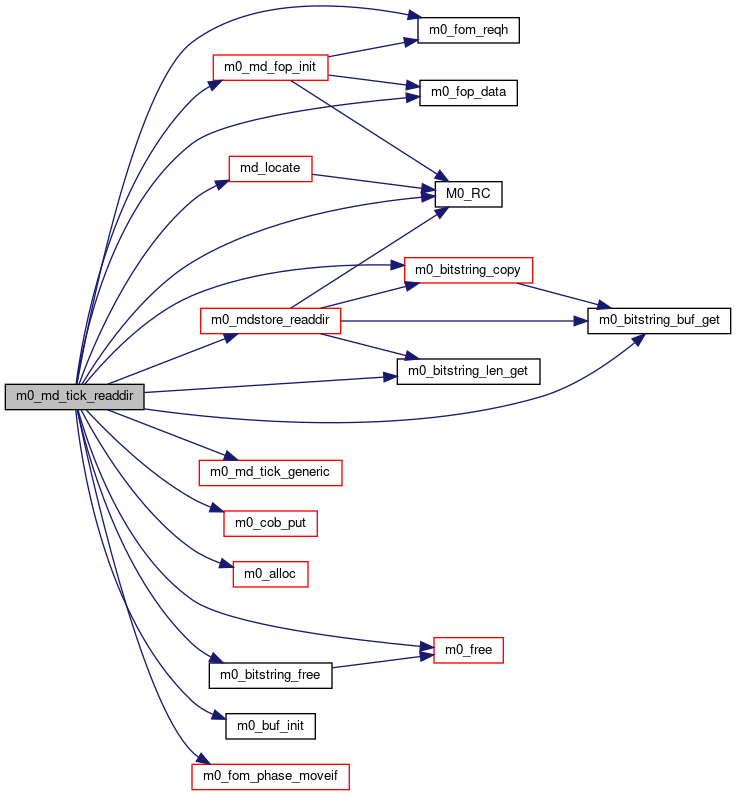 m0_fom_reqh
m0_md_fop_init
m0_fop_data
md_locate
M0_RC
m0_bitstring_copy
m0_mdstore_readdir
m0_bitstring_buf_get
m0_bitstring_len_get
m0_md_tick_readdir
m0_md_tick_generic
m0_cob_put
m0_alloc
m0_free
m0_bitstring_free
m0_buf_init
m0_fom_phase_moveif